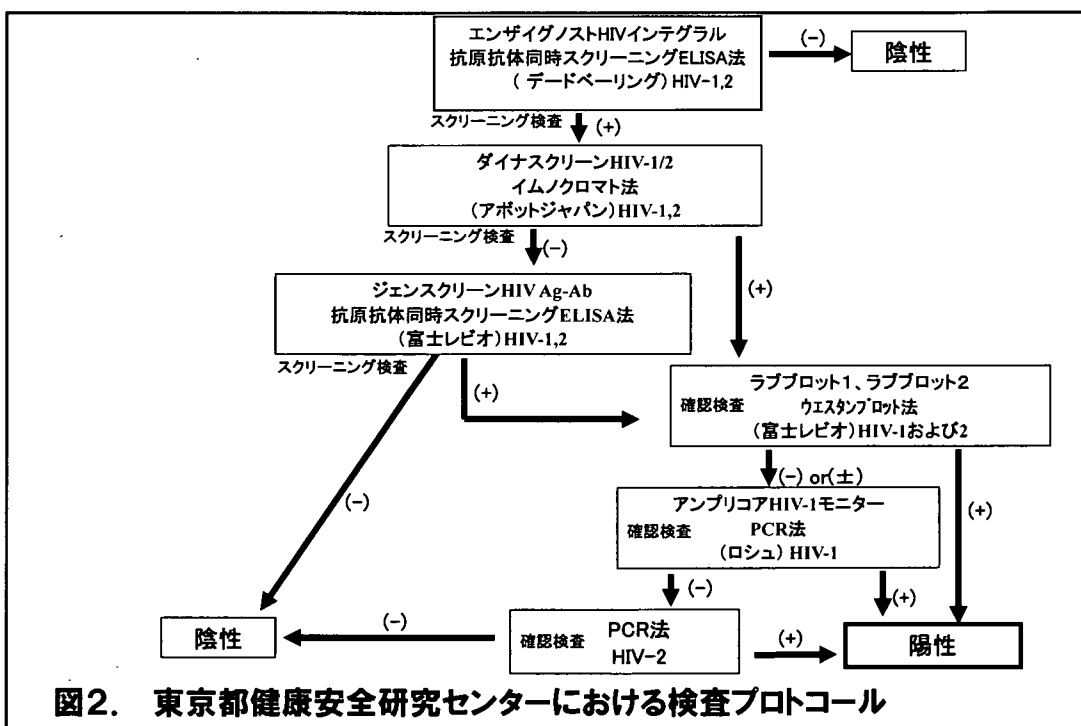 エンザイグノストHIVインテグラル
抗原抗体同時スクリーニングELISA法
( デードベーリング) HIV-1,2
(-)
陰性
スクリーニング検査
(+)
ダイナスクリーンHIV-1/2
イムノクロマト法
(アボットジャパン) HIV-1,2
スクリーニング検査
(-)
(+)
ジェンスクリーンHIV Ag-Ab
抗原抗体同時スクリーニングELISA法
(富士レビオ) HIV-1,2
スクリーニング検査
(+)
ラブブロット1、ラブブロット2
確認検査 ウエスタンブロット法
(富士レビオ) HIV-1および2
(-) or(±)
(-)
(+)
アンプリコアHIV-1モニター
確認検査 PCR法
(ロシュ) HIV-1
(-)
(+)
陰性
(-)
確認検査 PCR法
HIV-2
(+)
陽性
図2. 東京都健康安全研究センターにおける検査プロトコール